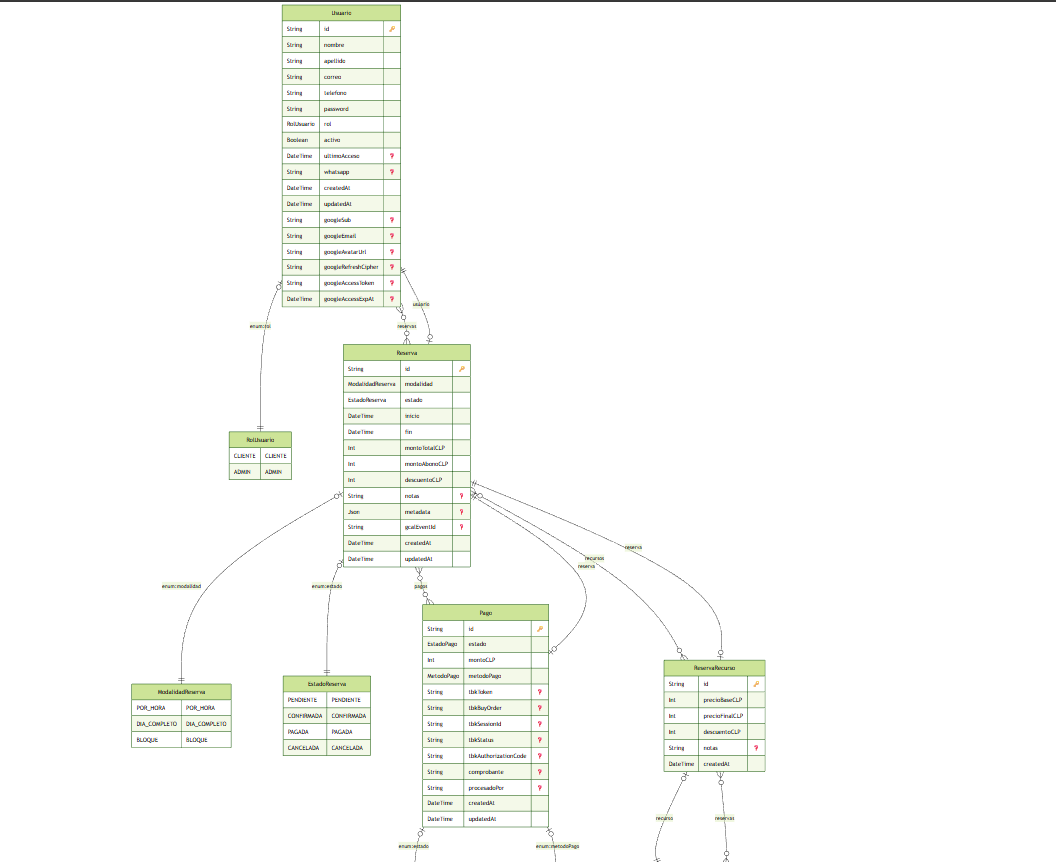 Usuario
String id
String nombre
String apellido
String correo
String telefono
String password
RolUsuario rol
Boolean activo
DateTime ultimoAcceso ?
String whatsapp ?
DateTime createdAt
DateTime updatedAt
String googleSub ?
String googleEmail ?
String googleAvatarUrl ?
String googleRefreshCipher ?
String googleAccessToken ?
DateTime googleAccessExpAt ?
usuario
enum:rol
reservas
Reserva
String id
ModalidadReserva modalidad
EstadoReserva estado
DateTime inicio
DateTime fin
Int montoTotalCLP
Int montoAbonoCLP
Int descuentoCLP
String notas ?
Json metadata ?
String gcalEventId ?
DateTime createdAt
DateTime updatedAt
RolUsuario
CLIENTE CLIENTE
ADMIN ADMIN
reserva
recursos
reserva
enum:modalidad
enum:estado
pagos
Pago
String id
EstadoPago estado
Int montoCLP
MetodoPago metodoPago
String tbkToken ?
String tbkBuyOrder ?
String tbkSessionId ?
String tbkStatus ?
String tbkAuthorizationCode ?
String comprobante ?
String procesadoPor ?
DateTime createdAt
DateTime updatedAt
ReservaRecurso
String id
Int precioBaseCLP
Int precioFinalCLP
Int descuentoCLP
String notas ?
DateTime createdAt
EstadoReserva
PENDIENTE PENDIENTE
CONFIRMADA CONFIRMADA
PAGADA PAGADA
CANCELADA CANCELADA
ModalidadReserva
POR_HORA POR_HORA
DIA_COMPLETO DIA_COMPLETO
BLOQUE BLOQUE
recurso
reservas
enum:estado
enum:metodoPago